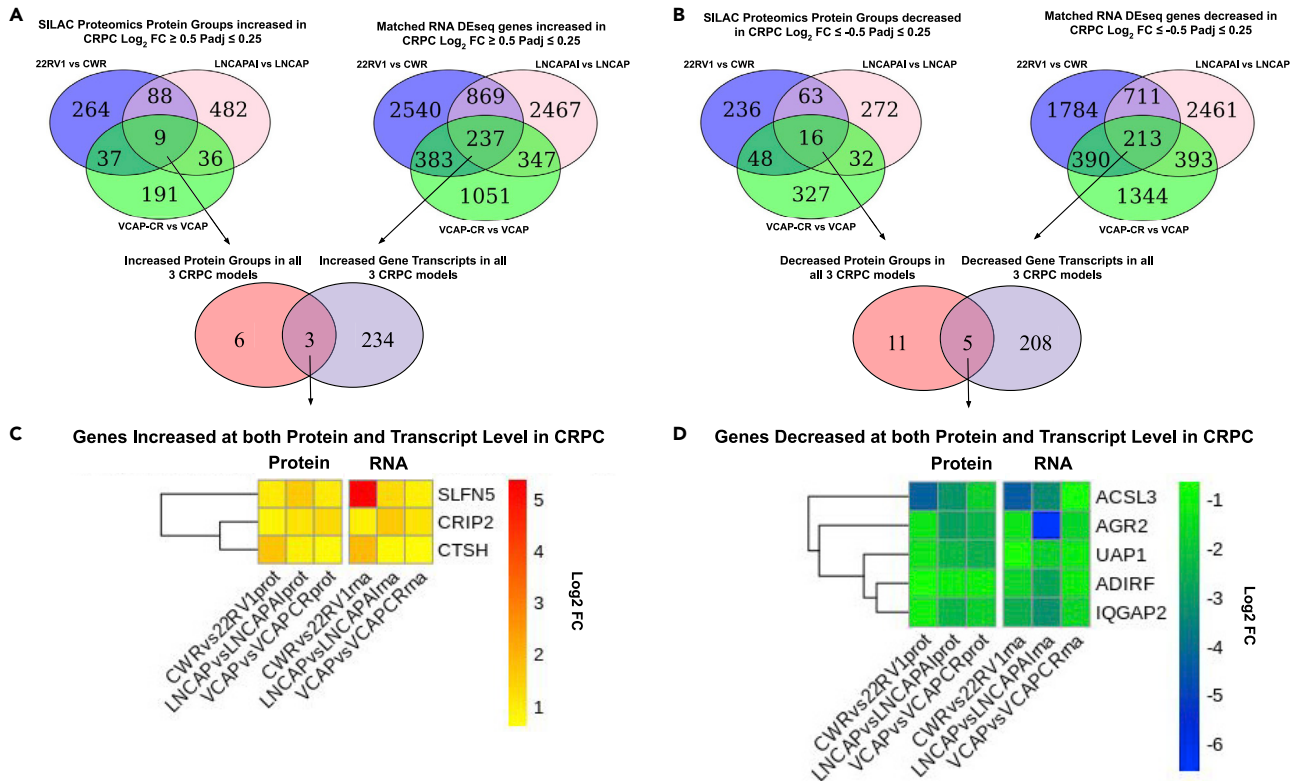 A
SILAC Proteomics Protein Groups increased in
CRPC Log2 FC ≥ 0.5 Padj ≤ 0.25
Matched RNA DEseq genes increased in
CRPC Log2 FC ≥ 0.5 Padj ≤ 0.25
22RV1 vs CWR
LNCAPAI vs LNCAP
22RV1 vs CWR
LNCAPAI vs LNCAP
264
88
482
9
37
36
191
2540
869
2467
237
383
347
1051
VCAP-CR vs VCAP
VCAP-CR vs VCAP
Increased Protein Groups in all
3 CRPC models
Increased Gene Transcripts in all
3 CRPC models
6
3
234
B
SILAC Proteomics Protein Groups decreased
in CRPC Log2 FC ≤ -0.5 Padj ≤ 0.25
Matched RNA DEseq genes decreased in
CRPC Log2 FC ≤ -0.5 Padj ≤ 0.25
22RV1 vs CWR
LNCAPAI vs LNCAP
22RV1 vs CWR
LNCAPAI vs LNCAP
236
63
272
16
48
32
327
1784
711
2461
213
390
393
1344
VCAP-CR vs VCAP
VCAP-CR vs VCAP
Decreased Protein Groups in
all 3 CRPC models
Decreased Gene Transcripts in all
3 CRPC models
11
5
208
C
Genes Increased at both Protein and Transcript Level in CRPC
Protein
RNA
SLFN5
CRIP2
CTSH
CWRvs22RV1prot
LNCAPvsLNCAPAIprot
VCAPvsVCAPCRprot
CWRvs22RV1rna
LNCAPvsLNCAPAIrna
VCAPvsVCAPCRrna
5
4
3
2
1
Log2 FC
D
Genes Decreased at both Protein and Transcript Level in CRPC
Protein
RNA
ACSL3
AGR2
UAP1
ADIRF
IQGAP2
CWRvs22RV1prot
LNCAPvsLNCAPAIprot
VCAPvsVCAPCRprot
CWRvs22RV1rna
LNCAPvsLNCAPAIrna
VCAPvsVCAPCRrna
-1
-2
-3
-4
-5
-6
Log2 FC